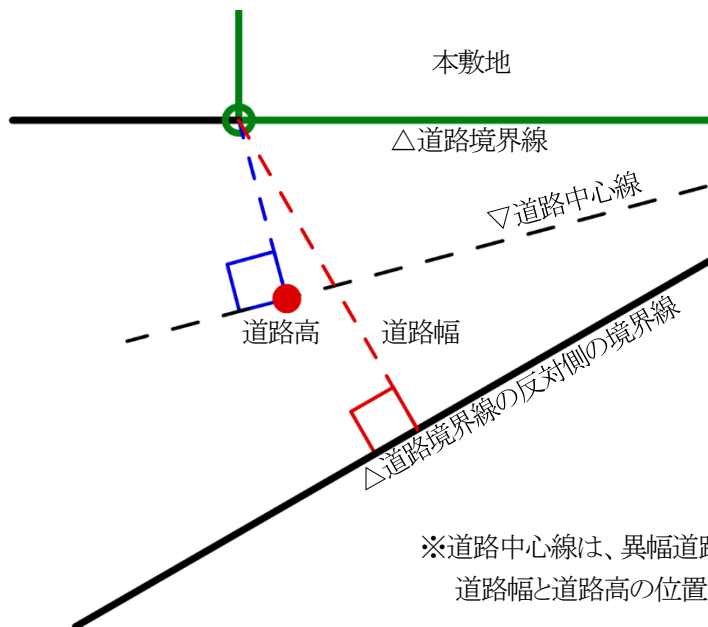 本敷地
△道路境界線
▽道路中心線
道路高
道路幅
△道路境界線の反対側の境界線
※道路中心線は、異幅道路
道路幅と道路高の位置